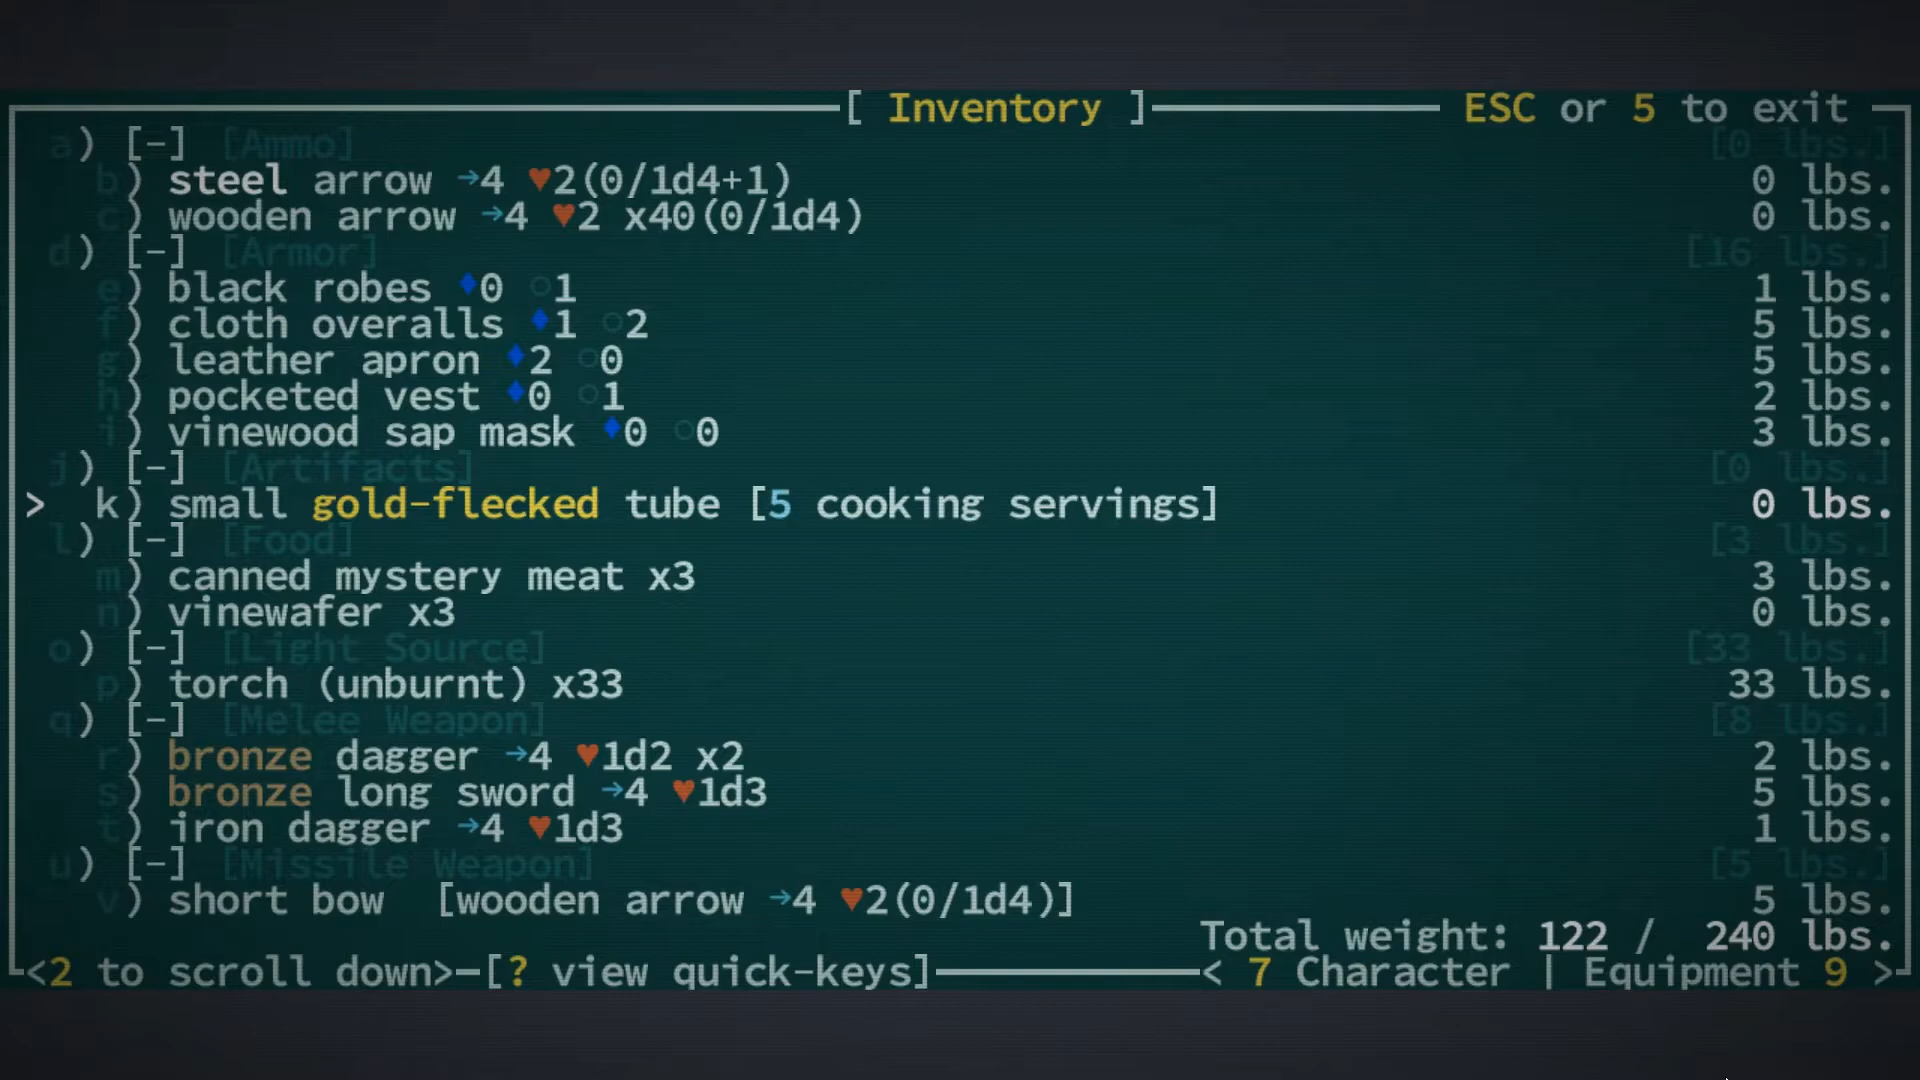 [ Inventory ] ESC or 5 to exit
a) [-] [Ammo] [0 lbs.]
b) steel arrow →4 ♥2(0/1d4+1) 0 lbs.
c) wooden arrow →4 ♥2 x40(0/1d4) 0 lbs.
d) [-] [Armor] [16 lbs.]
e) black robes ♦0 ○1 1 lbs.
f) cloth overalls ♦1 ○2 5 lbs.
g) leather apron ♦2 ○0 5 lbs.
h) pocketed vest ♦0 ○1 2 lbs.
i) vinewood sap mask ♦0 ○0 3 lbs.
j) [-] [Artifacts] [0 lbs.]
> k) small gold-flecked tube [5 cooking servings] 0 lbs.
l) [-] [Food] [3 lbs.]
m) canned mystery meat x3 3 lbs.
n) vinewafer x3 0 lbs.
o) [-] [Light Source] [33 lbs.]
p) torch (unburnt) x33 33 lbs.
q) [-] [Melee Weapon] [8 lbs.]
r) bronze dagger →4 ♥1d2 x2 2 lbs.
s) bronze long sword →4 ♥1d3 5 lbs.
t) iron dagger →4 ♥1d3 1 lbs.
u) [-] [Missile Weapon] [5 lbs.]
v) short bow [wooden arrow →4 ♥2(0/1d4)] 5 lbs.
Total weight: 122 / 240 lbs.
<2 to scroll down> [? view quick-keys] < 7 Character | Equipment 9 >